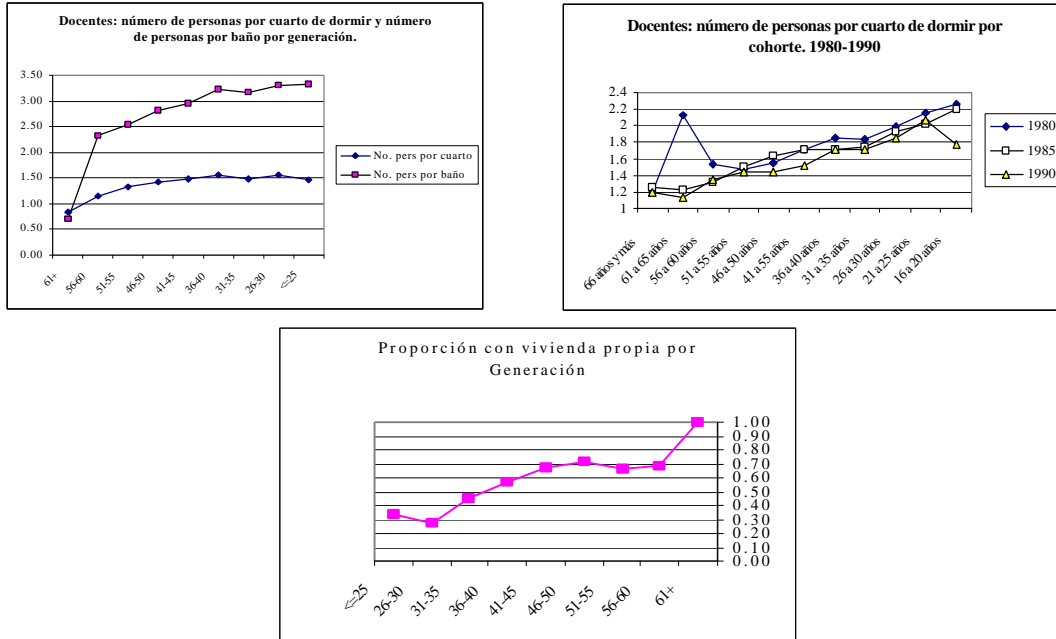 Docentes: número de personas por cuarto de dormir y número
de personas por baño por generación.
3.50
3.00
2.50
2.00
1.50
1.00
0.50
0.00
61+
56-60
51-55
46-50
41-45
36-40
31-35
26-30
<=25
No. pers por cuarto
No. pers por baño
Docentes: número de personas por cuarto de dormir por
cohorte. 1980-1990
2.4
2.2
2
1.8
1.6
1.4
1.2
1
66 años y más
61 a 65 años
56 a 60 años
51 a 55 años
46 a 50 años
41 a 55 años
36 a 40 años
31 a 35 años
26 a 30 años
21 a 25 años
16 a 20 años
1980
1985
1990
Proporción con vivienda propia por
Generación
1.00
0.90
0.80
0.70
0.60
0.50
0.40
0.30
0.20
0.10
0.00
<=25
26-30
31-35
36-40
41-45
46-50
51-55
56-60
61+